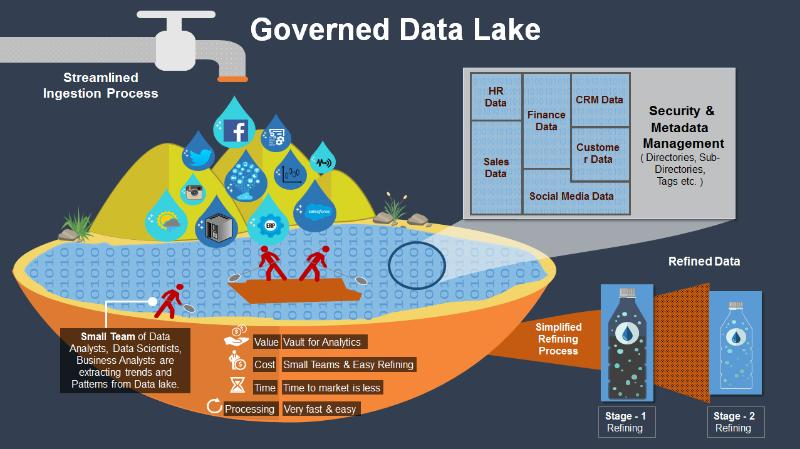 Governed Data Lake
Streamlined
Ingestion Process
HR
Data
Finance
Data
CRM Data
Custome
r Data
Sales
Data
Social Media Data
Security &
Metadata
Management
( Directories, Sub-
Directories,
Tags etc. )
salesforce
ERP
Refined Data
Simplified
Refining
Process
Stage - 1
Refining
Stage - 2
Refining
Small Team of Data
Analysts, Data Scientists,
Business Analysts are
extracting trends and
Patterns from Data lake.
Value Vault for Analytics
Cost Small Teams & Easy Refining
Time Time to market is less
Processing Very fast & easy